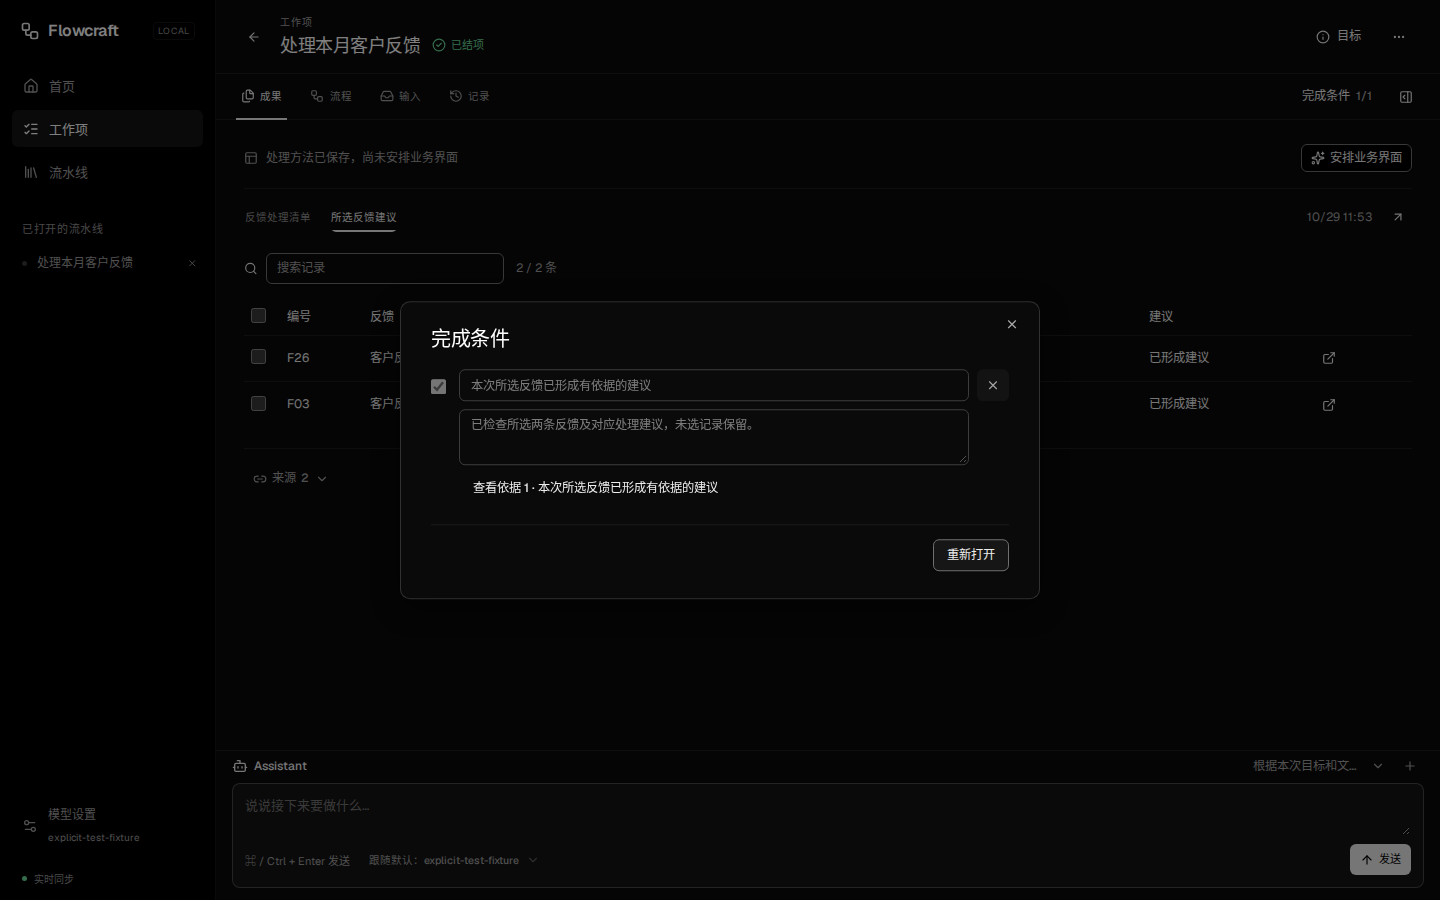 Flowcraft
LOCAL
首页
工作项
流水线
已打开的流水线
处理本月客户反馈
模型设置
explicit-test-fixture
实时同步
工作项
处理本月客户反馈
已结项
目标
成果
流程
输入
记录
完成条件 1/1
处理方法已保存，尚未安排业务界面
安排业务界面
反馈处理清单
所选反馈建议
10/29 11:53
搜索记录
2 / 2 条
编号
反馈
建议
F26
客户
已形成建议
F03
客户
已形成建议
来源 2
完成条件
本次所选反馈已形成有依据的建议
已检查所选两条反馈及对应处理建议，未选记录保留。
查看依据 1 · 本次所选反馈已形成有依据的建议
重新打开
Assistant
根据本次目标和文...
说说接下来要做什么...
⌘ / Ctrl + Enter 发送
跟随默认：explicit-test-fixture
发送